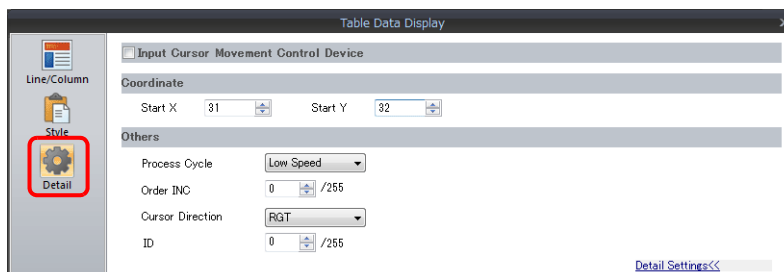 Table Data Display
Line/Column
Style
Detail
Input Cursor Movement Control Device
Coordinate
Start X 31 Start Y 32
Others
Process Cycle Low Speed
Order INC 0 /255
Cursor Direction RGT
ID 0 /255
Detail Settings<<